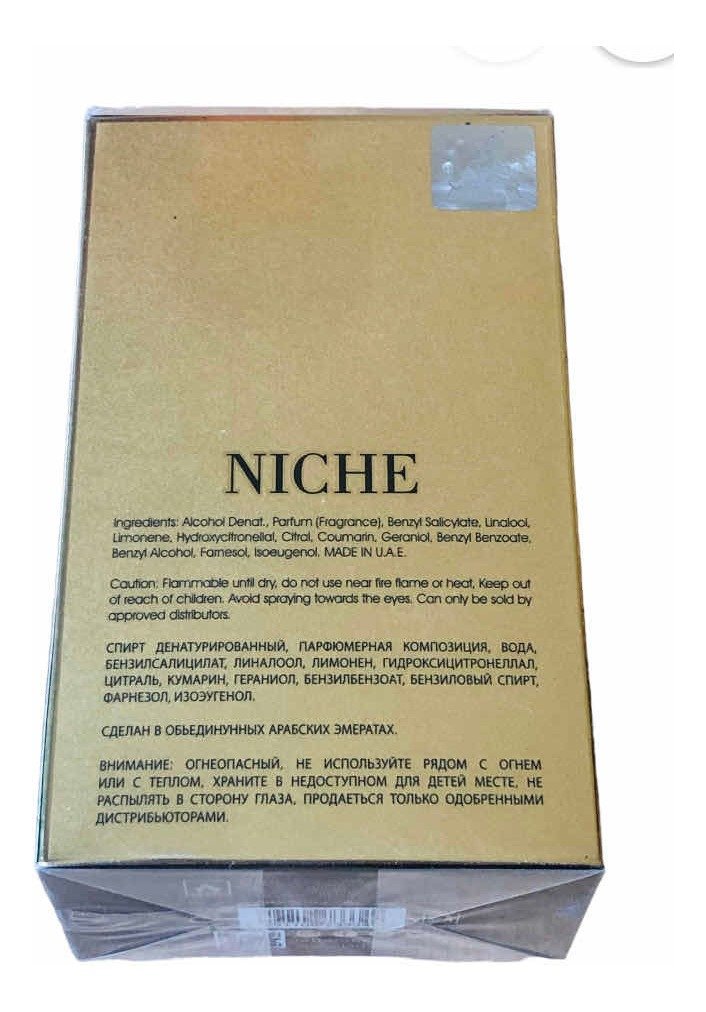 NICHE
Ingredients: Alcohol Denat., Parfum (Fragrance), Benzyl Salicylate, Linalool,
Limonene, Hydroxycitronellal, Citral, Coumarin, Geraniol, Benzyl Benzoate,
Benzyl Alcohol, Farnesol, Isoeugenol. MADE IN U.A.E.
Caution: Flammable until dry, do not use near fire flame or heat, Keep out
of reach of children. Avoid spraying towards the eyes. Can only be sold by
approved distributors.
СПИРТ ДЕНАТУРИРОВАННЫЙ, ПАРФЮМЕРНАЯ КОМПОЗИЦИЯ, ВОДА,
БЕНЗИЛСАЛИЦИЛАТ, ЛИНАЛООЛ, ЛИМОНЕН, ГИДРОКСИЦИТРОНЕЛЛАЛ,
ЦИТРАЛЬ, КУМАРИН, ГЕРАНИОЛ, БЕНЗИЛБЕНЗОАТ, БЕНЗИЛОВЫЙ СПИРТ,
ФАРНЕЗОЛ, ИЗОЭУГЕНОЛ.
СДЕЛАН В ОБЬЕДИНУННЫХ АРАБСКИХ ЭМЕРАТАХ.
ВНИМАНИЕ: ОГНЕОПАСНЫЙ, НЕ ИСПОЛЬЗУЙТЕ РЯДОМ С ОГНЕМ
ИЛИ С ТЕПЛОМ, ХРАНИТЕ В НЕДОСТУПНОМ ДЛЯ ДЕТЕЙ МЕСТЕ, НЕ
РАСПЫЛЯТЬ В СТОРОНУ ГЛАЗА, ПРОДАЕТЬСЯ ТОЛЬКО ОДОБРЕННЫМИ
ДИСТРИБЬЮТОРАМИ.